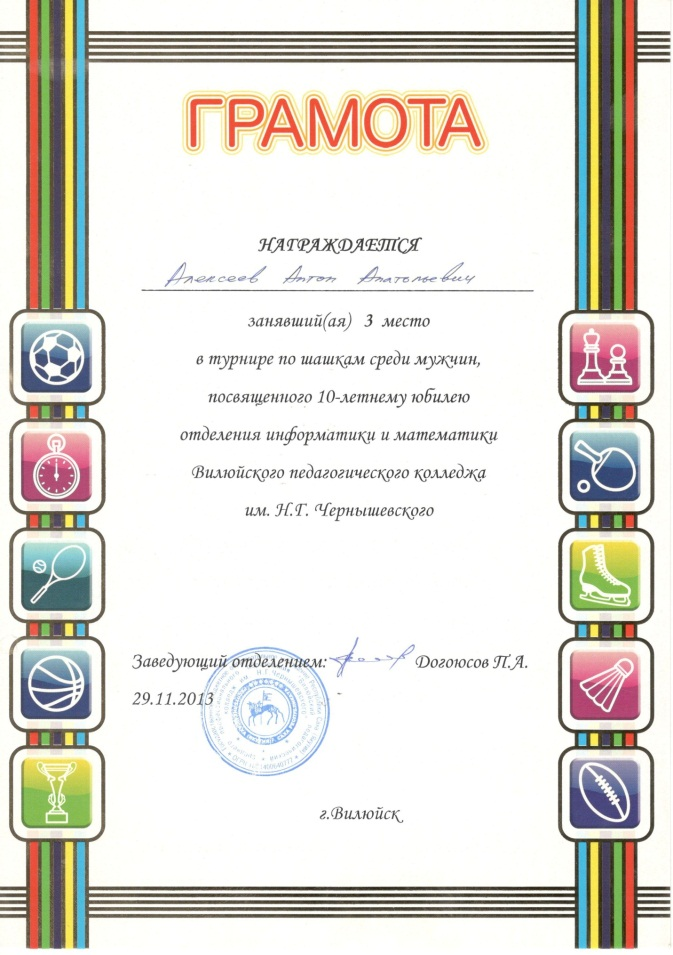 ГРАМОТА
НАГРАЖДАЕТСЯ
Алексеев Антон Анатольевич
занявший(ая) 3 место
в турнире по шашкам среди мужчин,
посвященного 10-летнему юбилею
отделения информатики и математики
Вилюйского педагогического колледжа
им. Н.Г. Чернышевского
Заведующий отделением: Догоюсов П.А.
29.11.2013
г.Вилюйск